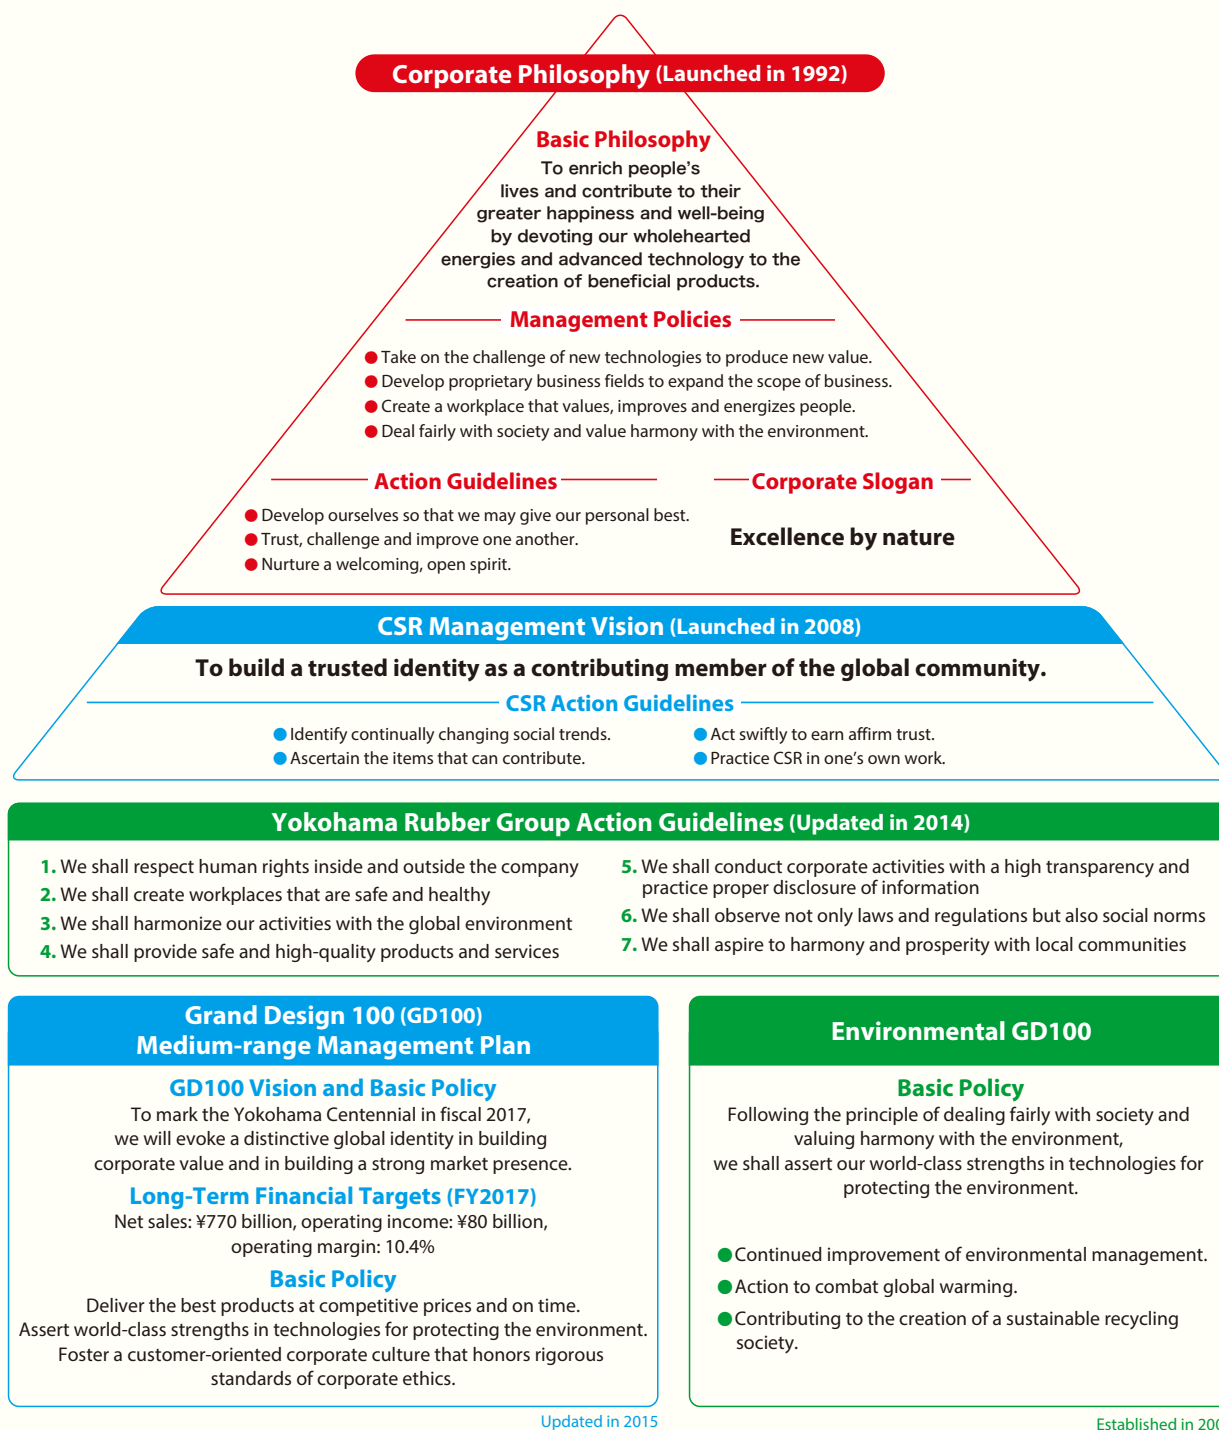 Corporate Philosophy (Launched in 1992)
Basic Philosophy
To enrich people's
lives and contribute to their
greater happiness and well-being
by devoting our wholehearted
energies and advanced technology to the
creation of beneficial products.
Management Policies
● Take on the challenge of new technologies to produce new value.
● Develop proprietary business fields to expand the scope of business.
● Create a workplace that values, improves and energizes people.
● Deal fairly with society and value harmony with the environment.
Action Guidelines
● Develop ourselves so that we may give our personal best.
● Trust, challenge and improve one another.
● Nurture a welcoming, open spirit.
Corporate Slogan
Excellence by nature
CSR Management Vision (Launched in 2008)
To build a trusted identity as a contributing member of the global community.
CSR Action Guidelines
● Identify continually changing social trends.
● Ascertain the items that can contribute.
● Act swiftly to earn affirm trust.
● Practice CSR in one's own work.
Yokohama Rubber Group Action Guidelines (Updated in 2014)
1. We shall respect human rights inside and outside the company
2. We shall create workplaces that are safe and healthy
3. We shall harmonize our activities with the global environment
4. We shall provide safe and high-quality products and services
5. We shall conduct corporate activities with a high transparency and
practice proper disclosure of information
6. We shall observe not only laws and regulations but also social norms
7. We shall aspire to harmony and prosperity with local communities
Grand Design 100 (GD100)
Medium-range Management Plan
GD100 Vision and Basic Policy
To mark the Yokohama Centennial in fiscal 2017,
we will evoke a distinctive global identity in building
corporate value and in building a strong market presence.
Long-Term Financial Targets (FY2017)
Net sales: ¥770 billion, operating income: ¥80 billion,
operating margin: 10.4%
Basic Policy
Deliver the best products at competitive prices and on time.
Assert world-class strengths in technologies for protecting the environment.
Foster a customer-oriented corporate culture that honors rigorous
standards of corporate ethics.
Updated in 2015
Environmental GD100
Basic Policy
Following the principle of dealing fairly with society and
valuing harmony with the environment,
we shall assert our world-class strengths in technologies for
protecting the environment.
● Continued improvement of environmental management.
● Action to combat global warming.
● Contributing to the creation of a sustainable recycling
society.
Established in